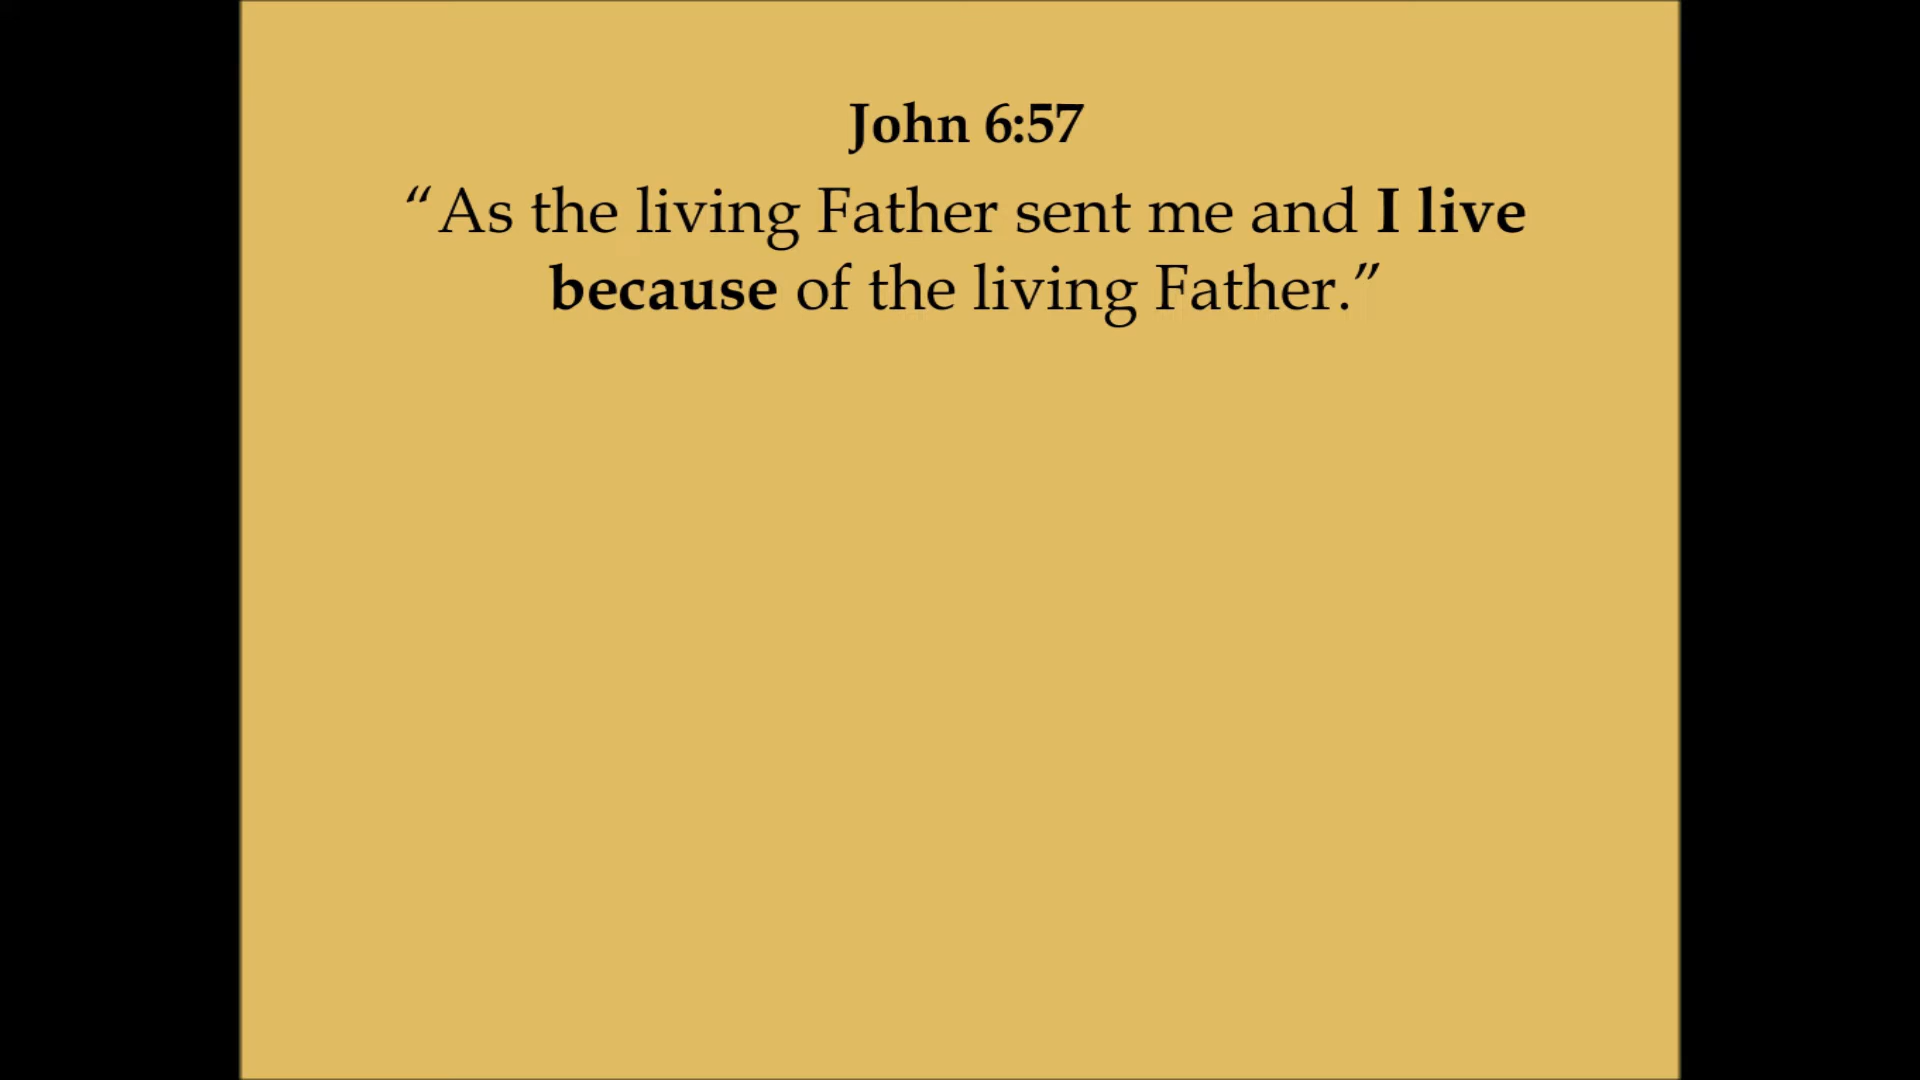 John 6:57
“As the living Father sent me and I live
because of the living Father.”